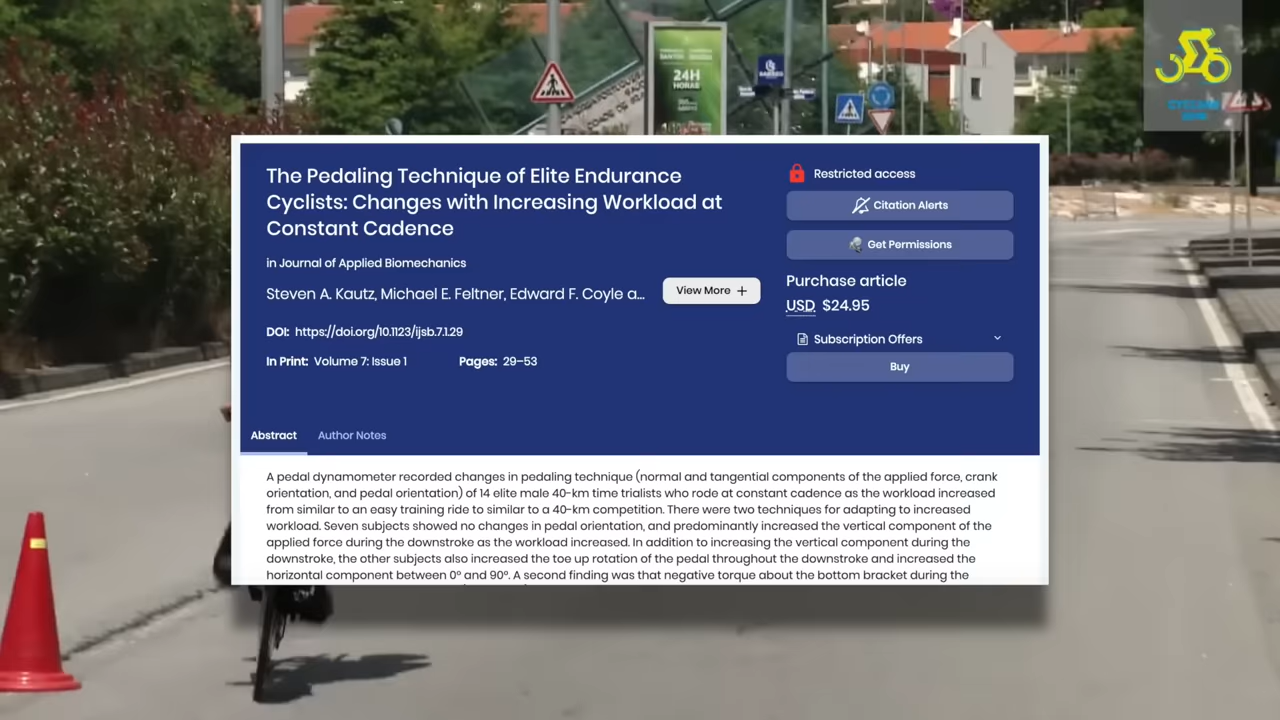 24H
HORAS
The Pedaling Technique of Elite Endurance
Cyclists: Changes with Increasing Workload at
Constant Cadence
in Journal of Applied Biomechanics
Steven A. Kautz, Michael E. Feltner, Edward F. Coyle a...
View More +
DOI: https://doi.org/10.1123/ijsb.7.1.29
In Print: Volume 7: Issue 1 Pages: 29–53
Restricted access
Citation Alerts
Get Permissions
Purchase article
USD $24.95
Subscription Offers
Buy
Abstract Author Notes
A pedal dynamometer recorded changes in pedaling technique (normal and tangential components of the applied force, crank
orientation, and pedal orientation) of 14 elite male 40-km time trialists who rode at constant cadence as the workload increased
from similar to an easy training ride to similar to a 40-km competition. There were two techniques for adapting to increased
workload. Seven subjects showed no changes in pedal orientation, and predominantly increased the vertical component of the
applied force during the downstroke as the workload increased. In addition to increasing the vertical component during the
downstroke, the other subjects also increased the toe up rotation of the pedal throughout the downstroke and increased the
horizontal component between 0° and 90°. A second finding was that negative torque about the bottom bracket during the